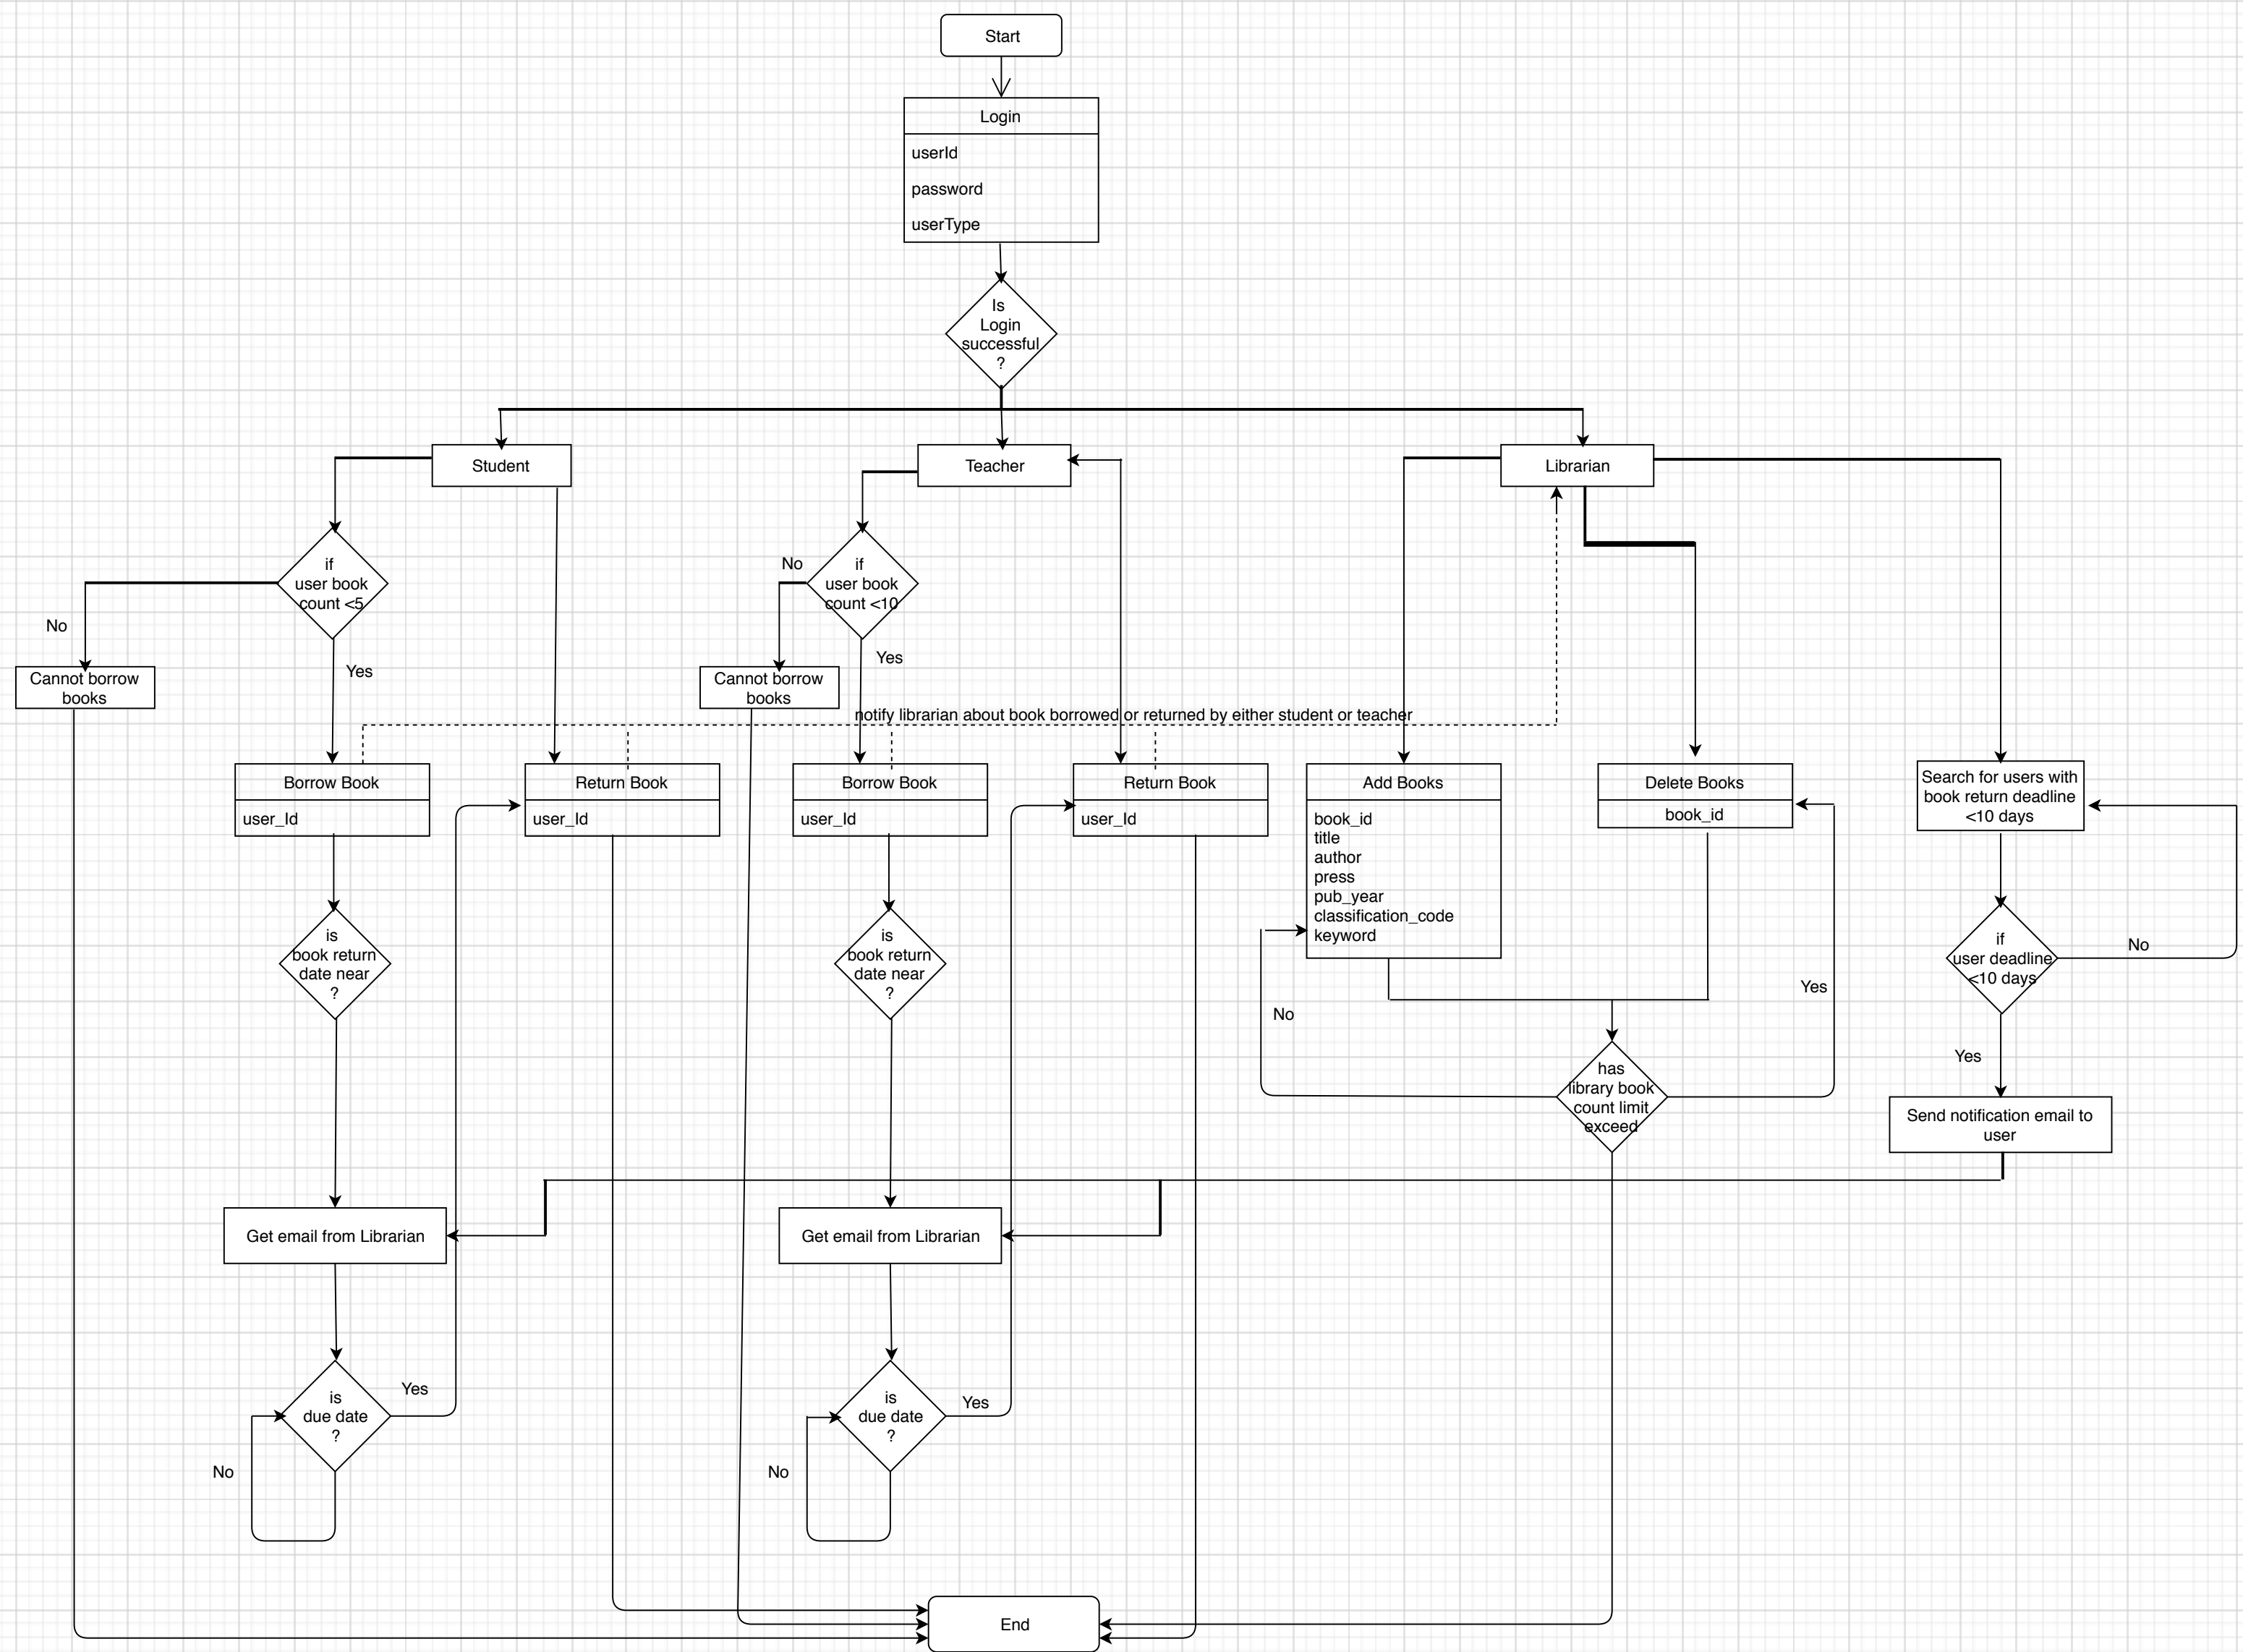 Start
Login
userId
password
userType
Is
Login
successful
?
Student
Teacher
Librarian
if
user book
count <5
No
Yes
Cannot borrow
books
if
user book
count <10
No
Yes
Cannot borrow
books
notify librarian about book borrowed or returned by either student or teacher
Borrow Book
user_Id
Return Book
user_Id
Borrow Book
user_Id
Return Book
user_Id
Add Books
book_id
title
author
press
pub_year
classification_code
keyword
Delete Books
book_id
Search for users with
book return deadline
<10 days
is
book return
date near
?
is
book return
date near
?
if
user deadline
<10 days
No
Yes
No
Yes
has
library book
count limit
exceed
Send notification email to
user
Get email from Librarian
Get email from Librarian
is
due date
?
Yes
No
is
due date
?
Yes
No
End